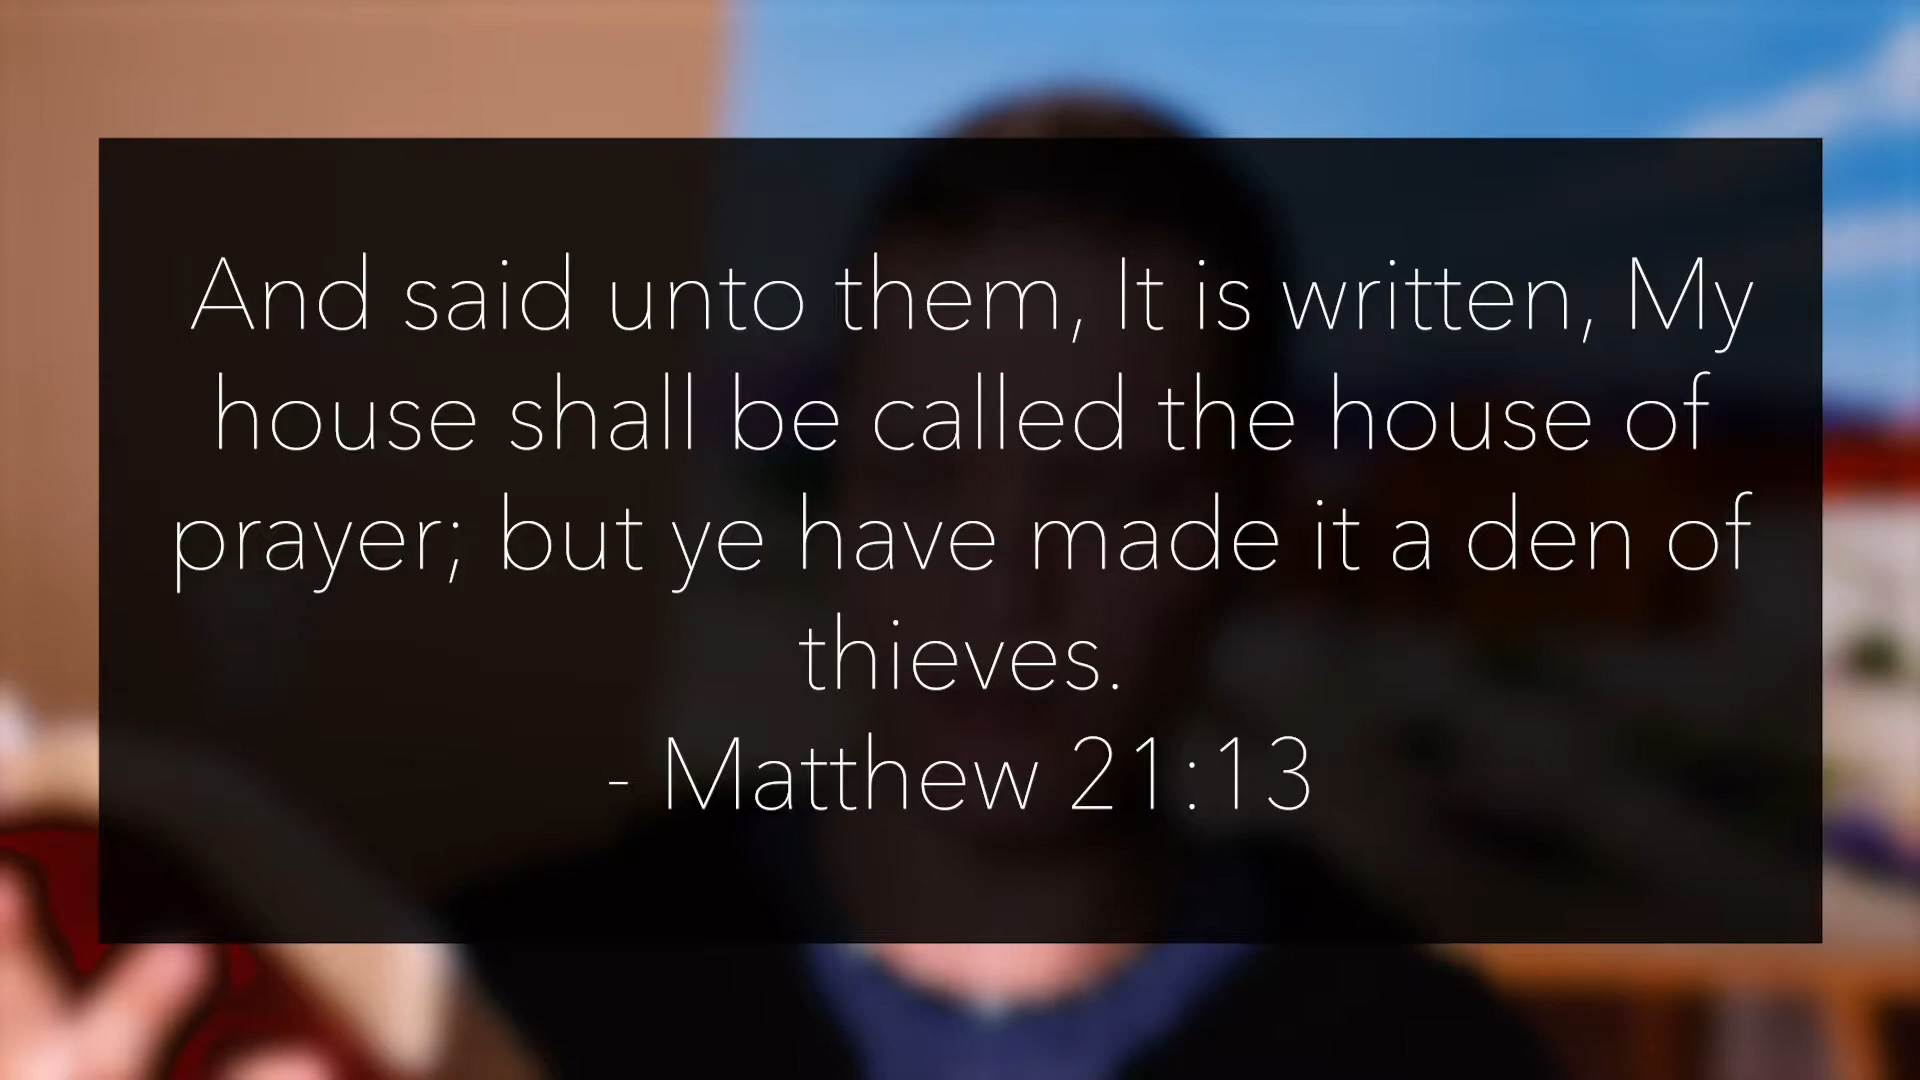 And said unto them, It is written, My
house shall be called the house of
prayer; but ye have made it a den of
thieves.
- Matthew 21:13